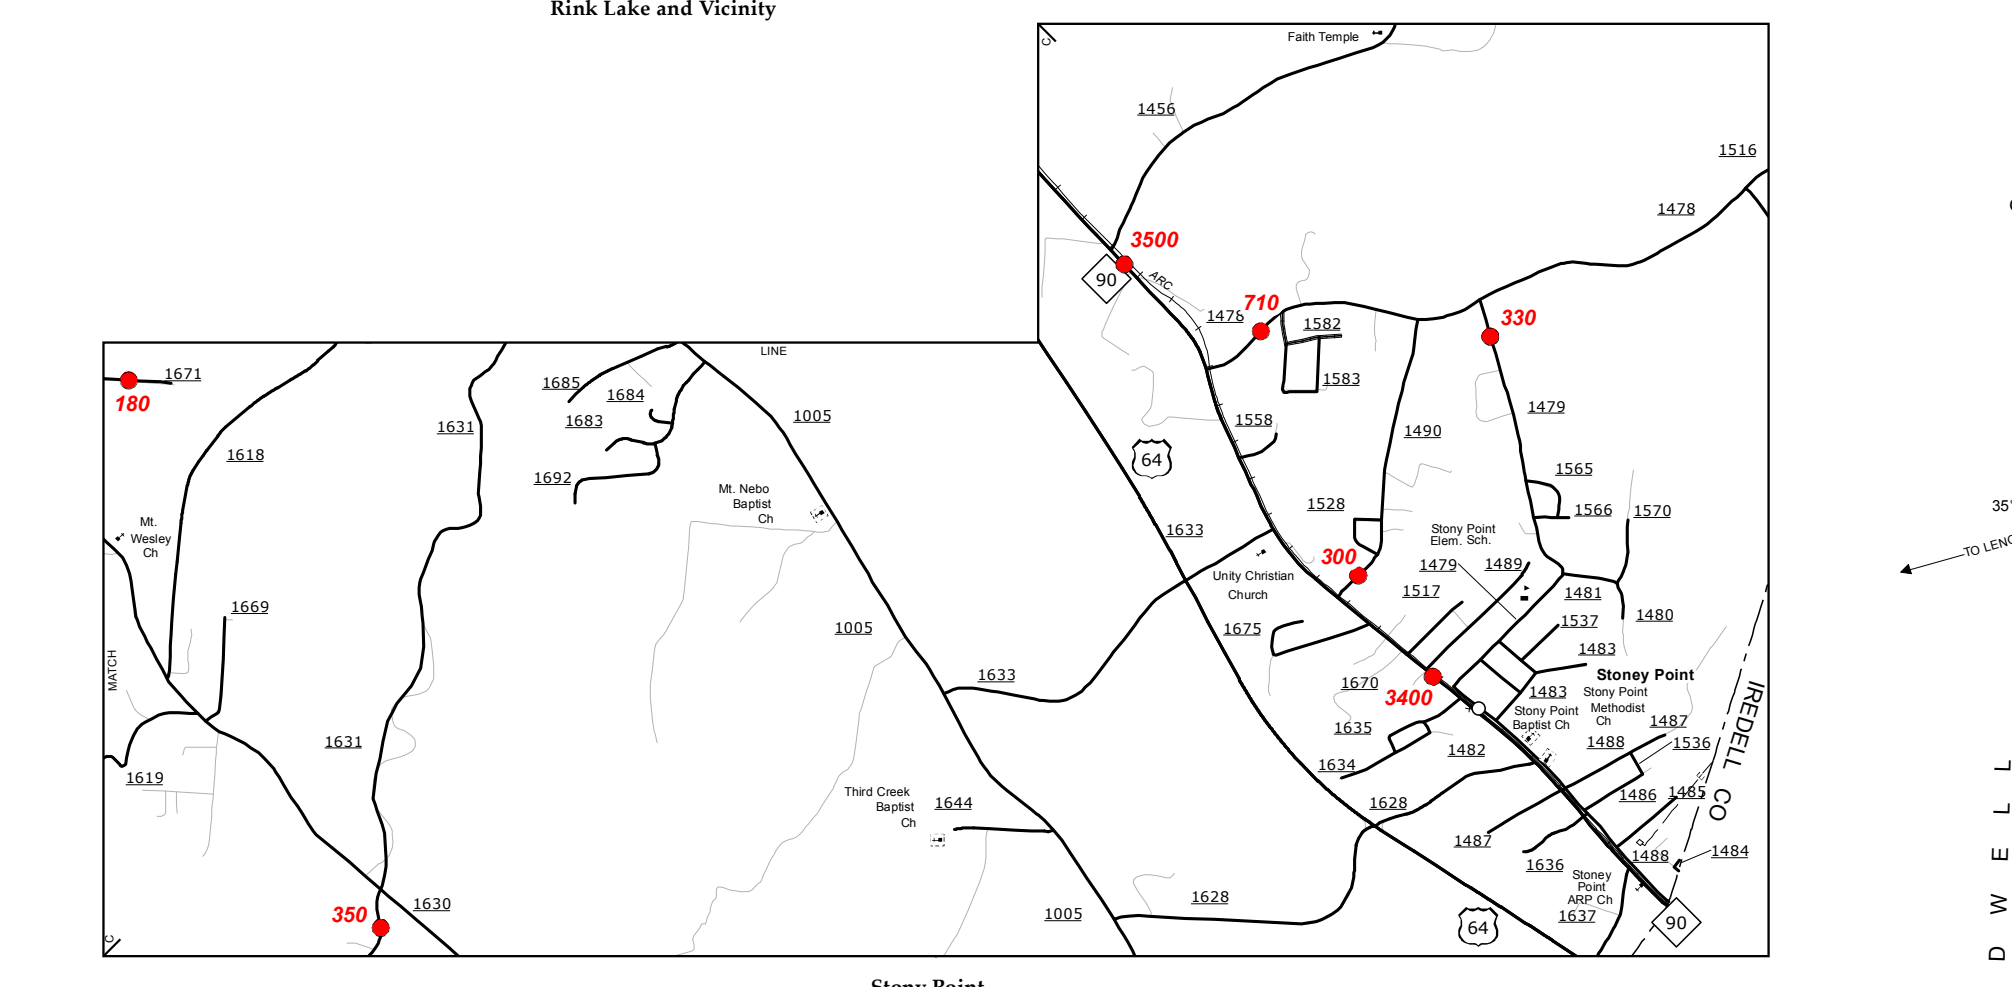 Rink Lake and Vicinity
C
Faith Temple
1456
1516
1478
3500
90
ARC
1478
710
1582
330
1583
LINE
1671
180
1685
1684
1683
1005
1631
1618
1692
1479
1558
1490
64
1565
1566
1570
1528
Mt. Nebo
Baptist
Ch
Mt.
Wesley
Ch
1633
Stony Point
Elem. Sch.
300
1479
1489
TO LENO
35°
Unity Christian
Church
1517
1481
1480
1669
1005
1675
1537
1483
MATCH
1633
1670
Stoney Point
3400
1483
Stony Point
Methodist
Ch
Stony Point
Baptist Ch
IREDELL CO
1635
1487
1631
1482
1488
1536
1634
1619
Third Creek
Baptist
Ch
1644
1628
1486
1485
1487
1636
1488
1484
Stoney
Point
ARP Ch
350
1630
1628
1005
1637
64
90
C
D W E L L
Stony Point